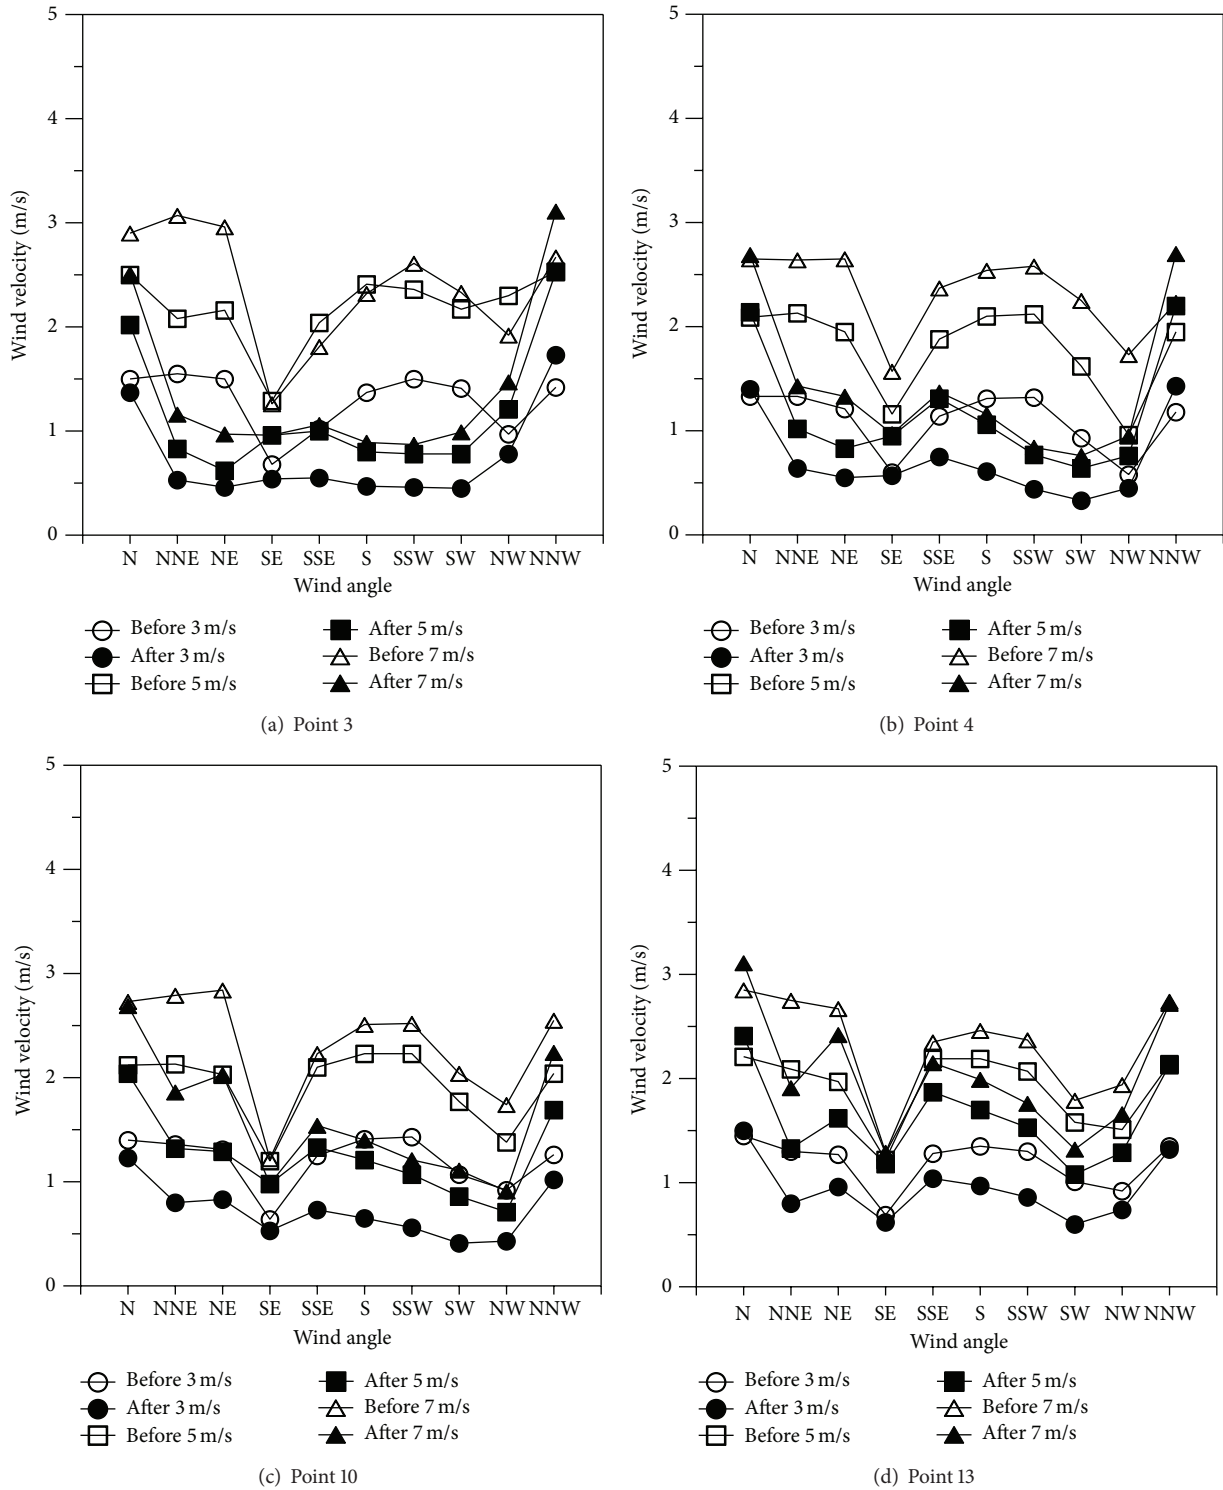 5
4
3
2
1
0
Wind velocity (m/s)
N NNE NE SE SSE S SSW SW NW NNW
Wind angle
Before 3 m/s
After 3 m/s
Before 5 m/s
After 5 m/s
Before 7 m/s
After 7 m/s
(a) Point 3
5
4
3
2
1
0
Wind velocity (m/s)
N NNE NE SE SSE S SSW SW NW NNW
Wind angle
Before 3 m/s
After 3 m/s
Before 5 m/s
After 5 m/s
Before 7 m/s
After 7 m/s
(b) Point 4
5
4
3
2
1
0
Wind velocity (m/s)
N NNE NE SE SSE S SSW SW NW NNW
Wind angle
Before 3 m/s
After 3 m/s
Before 5 m/s
After 5 m/s
Before 7 m/s
After 7 m/s
(c) Point 10
5
4
3
2
1
0
Wind velocity (m/s)
N NNE NE SE SSE S SSW SW NW NNW
Wind angle
Before 3 m/s
After 3 m/s
Before 5 m/s
After 5 m/s
Before 7 m/s
After 7 m/s
(d) Point 13